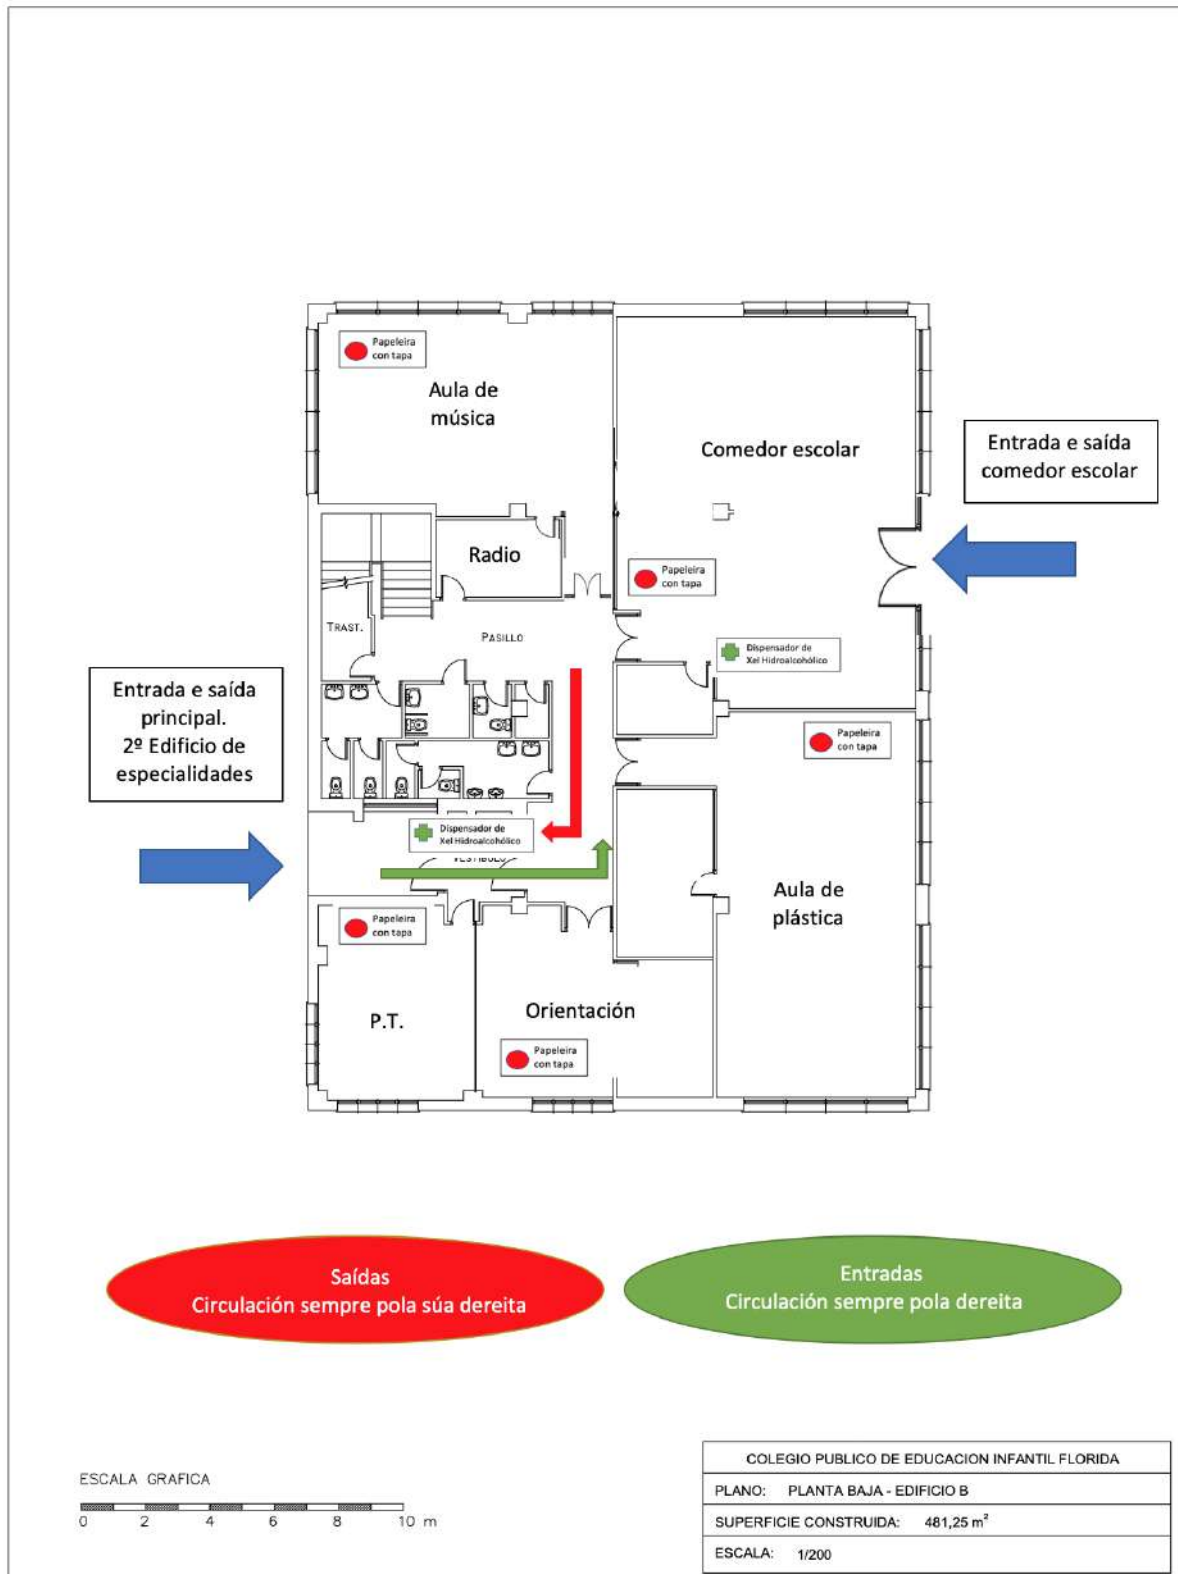 Papeleira
con tapa
Aula de
música
Comedor escolar
Entrada e saída
comedor escolar
Radio
Papeleira
con tapa
TRAST.
PASILLO
Dispensador de
Xel Hidroalcohólico
Entrada e saída
principal.
2º Edificio de
especialidades
Papeleira
con tapa
Dispensador de
Xel Hidroalcohólico
VESTIBULO
Aula de
plástica
Papeleira
con tapa
P.T.
Orientación
Papeleira
con tapa
Saídas
Circulación sempre pola súa dereita
Entradas
Circulación sempre pola dereita
ESCALA GRAFICA
0 2 4 6 8 10 m
COLEGIO PUBLICO DE EDUCACION INFANTIL FLORIDA
PLANO: PLANTA BAJA - EDIFICIO B
SUPERFICIE CONSTRUIDA: 481,25 m²
ESCALA: 1/200